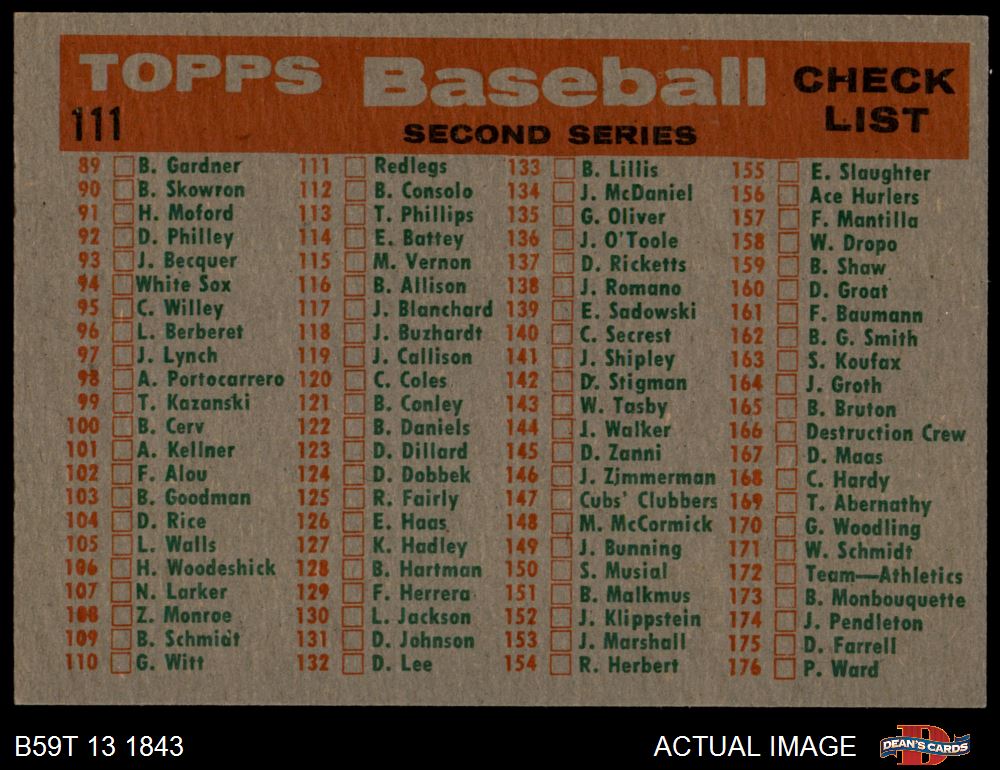 TOPPS Baseball CHECK LIST
111
SECOND SERIES
89 B. Gardner
90 B. Skowron
91 H. Moford
92 D. Philley
93 J. Becquer
94 White Sox
95 C. Willey
96 L. Berberet
97 J. Lynch
98 A. Portocarrero
99 T. Kazanski
100 B. Cerv
101 A. Kellner
102 F. Alou
103 B. Goodman
104 D. Rice
105 L. Walls
106 H. Woodeshick
107 N. Larker
108 Z. Monroe
109 B. Schmidt
110 G. Witt
111 Redlegs
112 B. Consolo
113 T. Phillips
114 E. Battey
115 M. Vernon
116 B. Allison
117 J. Blanchard
118 J. Buzhardt
119 J. Callison
120 C. Coles
121 B. Conley
122 B. Daniels
123 D. Dillard
124 D. Dobbek
125 R. Fairly
126 E. Haas
127 K. Hadley
128 B. Hartman
129 F. Herrera
130 L. Jackson
131 D. Johnson
132 D. Lee
133 B. Lillis
134 J. McDaniel
135 G. Oliver
136 J. O'Toole
137 D. Ricketts
138 J. Romano
139 E. Sadowski
140 C. Secrest
141 J. Shipley
142 D. Stigman
143 W. Tasby
144 J. Walker
145 D. Zanni
146 J. Zimmerman
147 Cubs' Clubbers
148 M. McCormick
149 J. Bunning
150 S. Musial
151 B. Malkmus
152 J. Klippstein
153 J. Marshall
154 R. Herbert
155 E. Slaughter
156 Ace Hurlers
157 F. Mantilla
158 W. Dropo
159 B. Shaw
160 D. Groat
161 F. Baumann
162 B. G. Smith
163 S. Koufax
164 J. Groth
165 B. Bruton
166 Destruction Crew
167 D. Maas
168 C. Hardy
169 T. Abernathy
170 G. Woodling
171 W. Schmidt
172 Team—Athletics
173 B. Monbouquette
174 J. Pendleton
175 D. Farrell
176 P. Ward
B59T 13 1843
ACTUAL IMAGE
D
DEAN'S CARDS